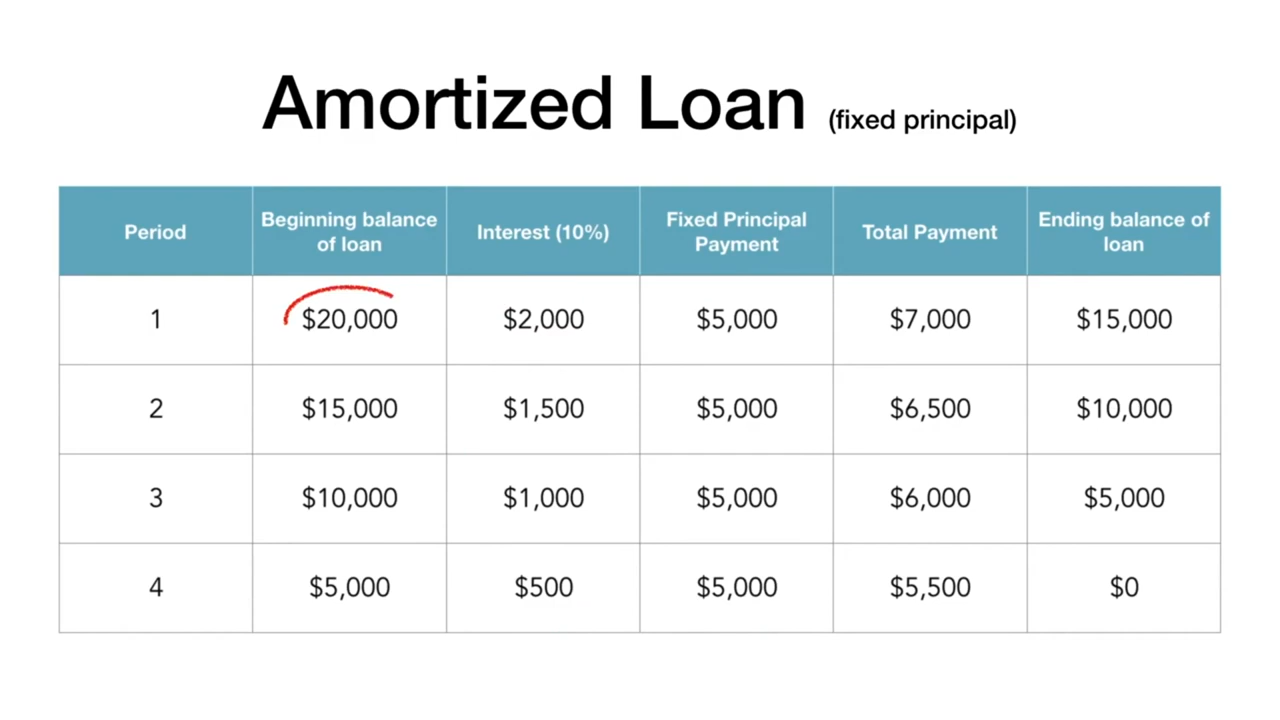 Amortized Loan (fixed principal)
Period Beginning balance of loan Interest (10%) Fixed Principal Payment Total Payment Ending balance of loan
1 $20,000 $2,000 $5,000 $7,000 $15,000
2 $15,000 $1,500 $5,000 $6,500 $10,000
3 $10,000 $1,000 $5,000 $6,000 $5,000
4 $5,000 $500 $5,000 $5,500 $0